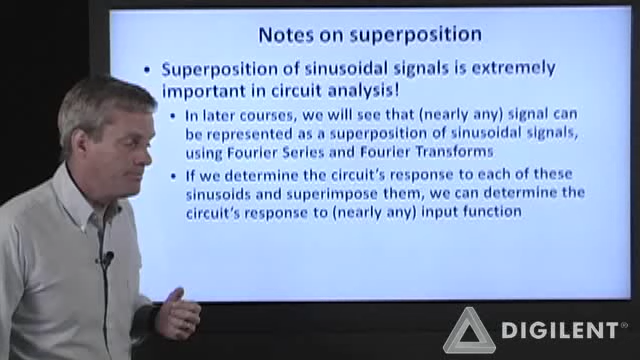 Notes on superposition
• Superposition of sinusoidal signals is extremely
important in circuit analysis!
• In later courses, we will see that (nearly any) signal can
be represented as a superposition of sinusoidal signals,
using Fourier Series and Fourier Transforms
• If we determine the circuit's response to each of these
sinusoids and superimpose them, we can determine the
circuit's response to (nearly any) input function
DIGILENT®